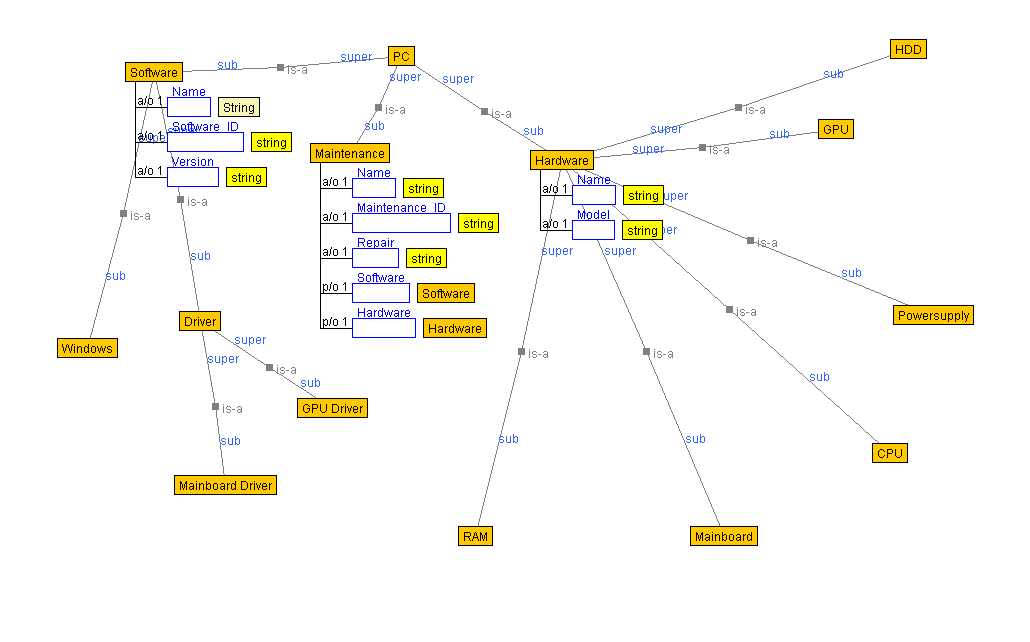 HDD
PC
super
sub
is-a
Software
super
super
sub
sub
Name
a/o 1
String
is-a
is-a
is-a
sub
super
GPU
Software_ID
a/o 1
string
super
sub
super
is-a
Maintenance
Hardware
Version
a/o 1
string
Name
a/o 1
string
Name
a/o 1
string
super
is-a
is-a
Maintenance_ID
a/o 1
string
Model
a/o 1
string
super
super
super
is-a
Repair
a/o 1
string
sub
sub
Software
p/o 1
Software
sub
Hardware
p/o 1
Hardware
is-a
Powersupply
Driver
Windows
super
super
is-a
is-a
is-a
sub
sub
GPU Driver
is-a
sub
sub
sub
CPU
Mainboard Driver
RAM
Mainboard